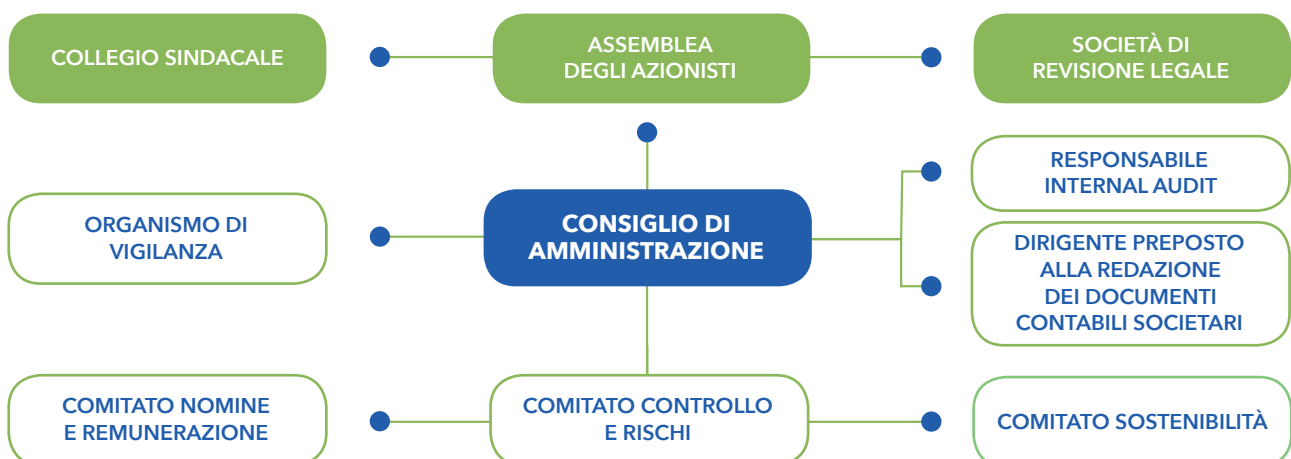 COLLEGIO SINDACALE
ASSEMBLEA
DEGLI AZIONISTI
SOCIETÀ DI
REVISIONE LEGALE
ORGANISMO DI
VIGILANZA
CONSIGLIO DI
AMMINISTRAZIONE
RESPONSABILE
INTERNAL AUDIT
DIRIGENTE PREPOSTO
ALLA REDAZIONE
DEI DOCUMENTI
CONTABILI SOCIETARI
COMITATO NOMINE
E REMUNERAZIONE
COMITATO CONTROLLO
E RISCHI
COMITATO SOSTENIBILITÀ